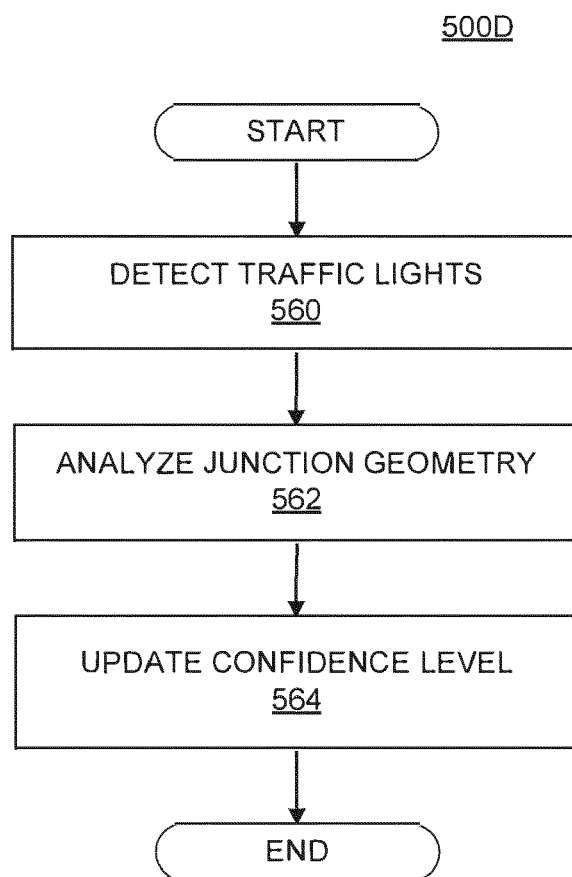 500D
START
DETECT TRAFFIC LIGHTS
560
ANALYZE JUNCTION GEOMETRY
562
UPDATE CONFIDENCE LEVEL
564
END